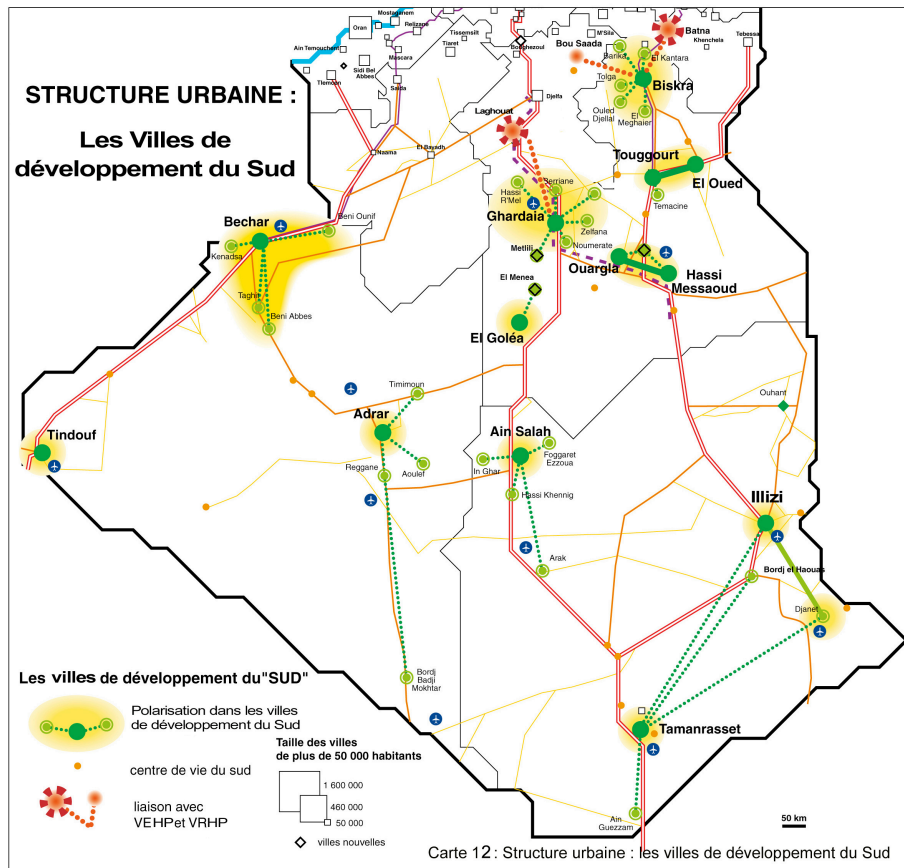 Mostaganem
Oran
Relizane
Ain Temouchent
Mascara
Sidi Bel
Abbes
Tissemsilt
Tiaret
Boughezoul
M'Sila
Batna
Khenchela
Tebessa
Bou Saada
Barika
El Kantara
Tlemcen
Saida
Djelfa
Tolga
Biskra
STRUCTURE URBAINE :
Les Villes de
développement du Sud
Laghouat
Ouled
Djellal
El
Meghaier
Naama
El Bayadh
Touggourt
El Oued
Berriane
Hassi
R'Mel
Temacine
Bechar
Beni Ounif
Ghardaia
Zelfana
Kenadsa
Metlili
Noumerate
Ouargla
Hassi
Messaoud
El Menea
Taghit
Beni Abbes
El Goléa
Timimoun
Ouhant
Adrar
Tindouf
Ain Salah
Foggaret
Ezzoua
Reggane
Aoulef
In Ghar
Hassi Khennig
Illizi
Arak
Bordj el Haouas
Djanet
Bordj
Badji
Mokhtar
Tamanrasset
Ain
Guezzam
Les villes de développement du"SUD"
Polarisation dans les villes
de développement du Sud
centre de vie du sud
liaison avec
VEHPet VRHP
Taille des villes
de plus de 50 000 habitants
1 600 000
460 000
50 000
villes nouvelles
50 km
Carte 12 : Structure urbaine : les villes de développement du Sud